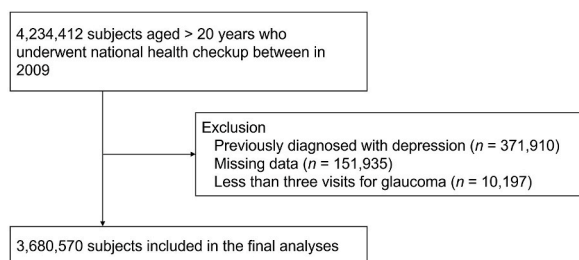 4,234,412 subjects aged > 20 years who
underwent national health checkup between in
2009
Exclusion
Previously diagnosed with depression (n = 371,910)
Missing data (n = 151,935)
Less than three visits for glaucoma (n = 10,197)
3,680,570 subjects included in the final analyses